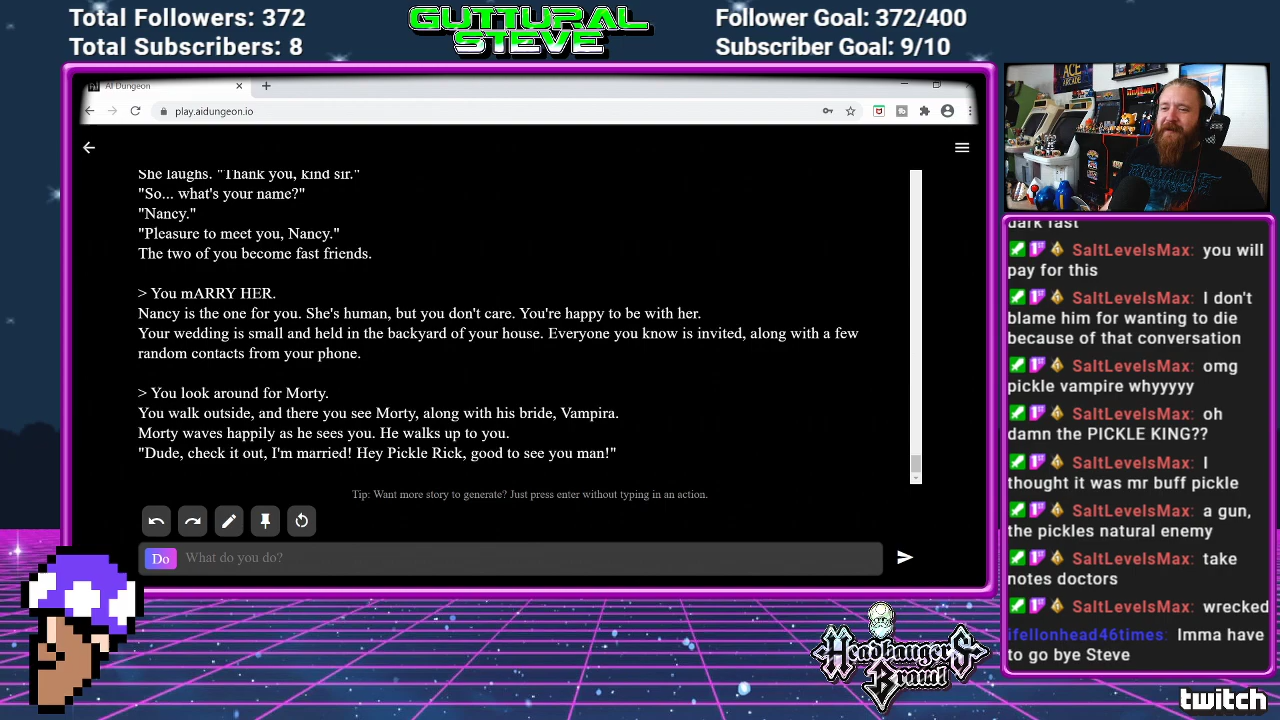 Total Followers: 372
Total Subscribers: 8
GUTTURAL
STEVE
Follower Goal: 372/400
Subscriber Goal: 9/10
AI Dungeon
play.aidungeon.io
She laughs. "Thank you, kind sir."
"So... what's your name?"
"Nancy."
"Pleasure to meet you, Nancy."
The two of you become fast friends.
> You mARRY HER.
Nancy is the one for you. She's human, but you don't care. You're happy to be with her.
Your wedding is small and held in the backyard of your house. Everyone you know is invited, along with a few
random contacts from your phone.
> You look around for Morty.
You walk outside, and there you see Morty, along with his bride, Vampira.
Morty waves happily as he sees you. He walks up to you.
"Dude, check it out, I'm married! Hey Pickle Rick, good to see you man!"
Tip: Want more story to generate? Just press enter without typing in an action.
Do What do you do?
ACE
ARCADE
dark fast
SaltLevelsMax: you will
pay for this
SaltLevelsMax: I don't
blame him for wanting to die
because of that conversation
SaltLevelsMax: omg
pickle vampire whyyyyy
SaltLevelsMax: oh
damn the PICKLE KING??
SaltLevelsMax: I
thought it was mr buff pickle
SaltLevelsMax: a gun,
the pickles natural enemy
SaltLevelsMax: take
notes doctors
SaltLevelsMax: wrecked
ifellonhead46times: Imma have
to go bye Steve
Headbangers
Brawl
twitch